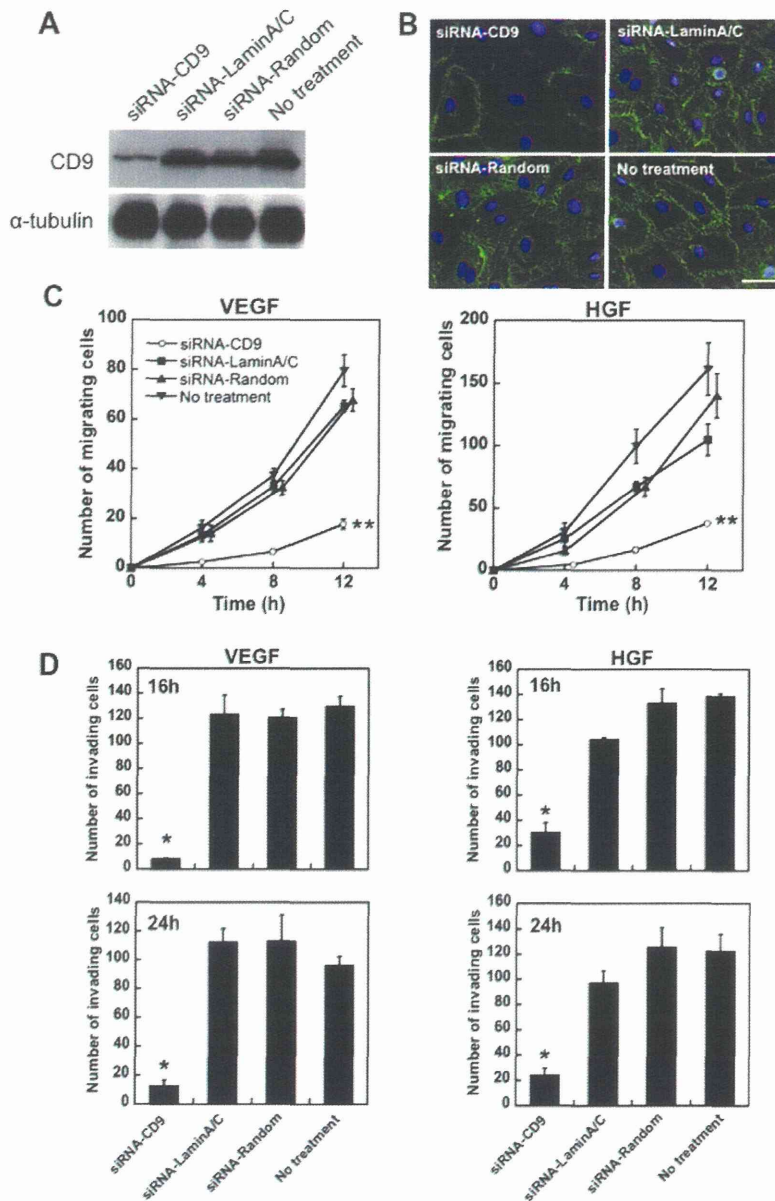 A
siRNA-CD9
siRNA-LaminA/C
siRNA-Random
No treatment
CD9
α-tubulin
B
siRNA-CD9
siRNA-LaminA/C
siRNA-Random
No treatment
C
VEGF
Number of migrating cells
100
80
60
40
20
0
siRNA-CD9
siRNA-LaminA/C
siRNA-Random
No treatment
**
0
4
8
12
Time (h)
HGF
Number of migrating cells
200
150
100
50
0
**
0
4
8
12
Time (h)
D
VEGF
16h
Number of invading cells
160
140
120
100
80
60
40
20
0
*
HGF
16h
Number of invading cells
160
140
120
100
80
60
40
20
0
*
24h
Number of invading cells
140
120
100
80
60
40
20
0
*
siRNA-CD9
siRNA-LaminA/C
siRNA-Random
No treatment
24h
Number of invading cells
160
140
120
100
80
60
40
20
0
*
siRNA-CD9
siRNA-LaminA/C
siRNA-Random
No treatment